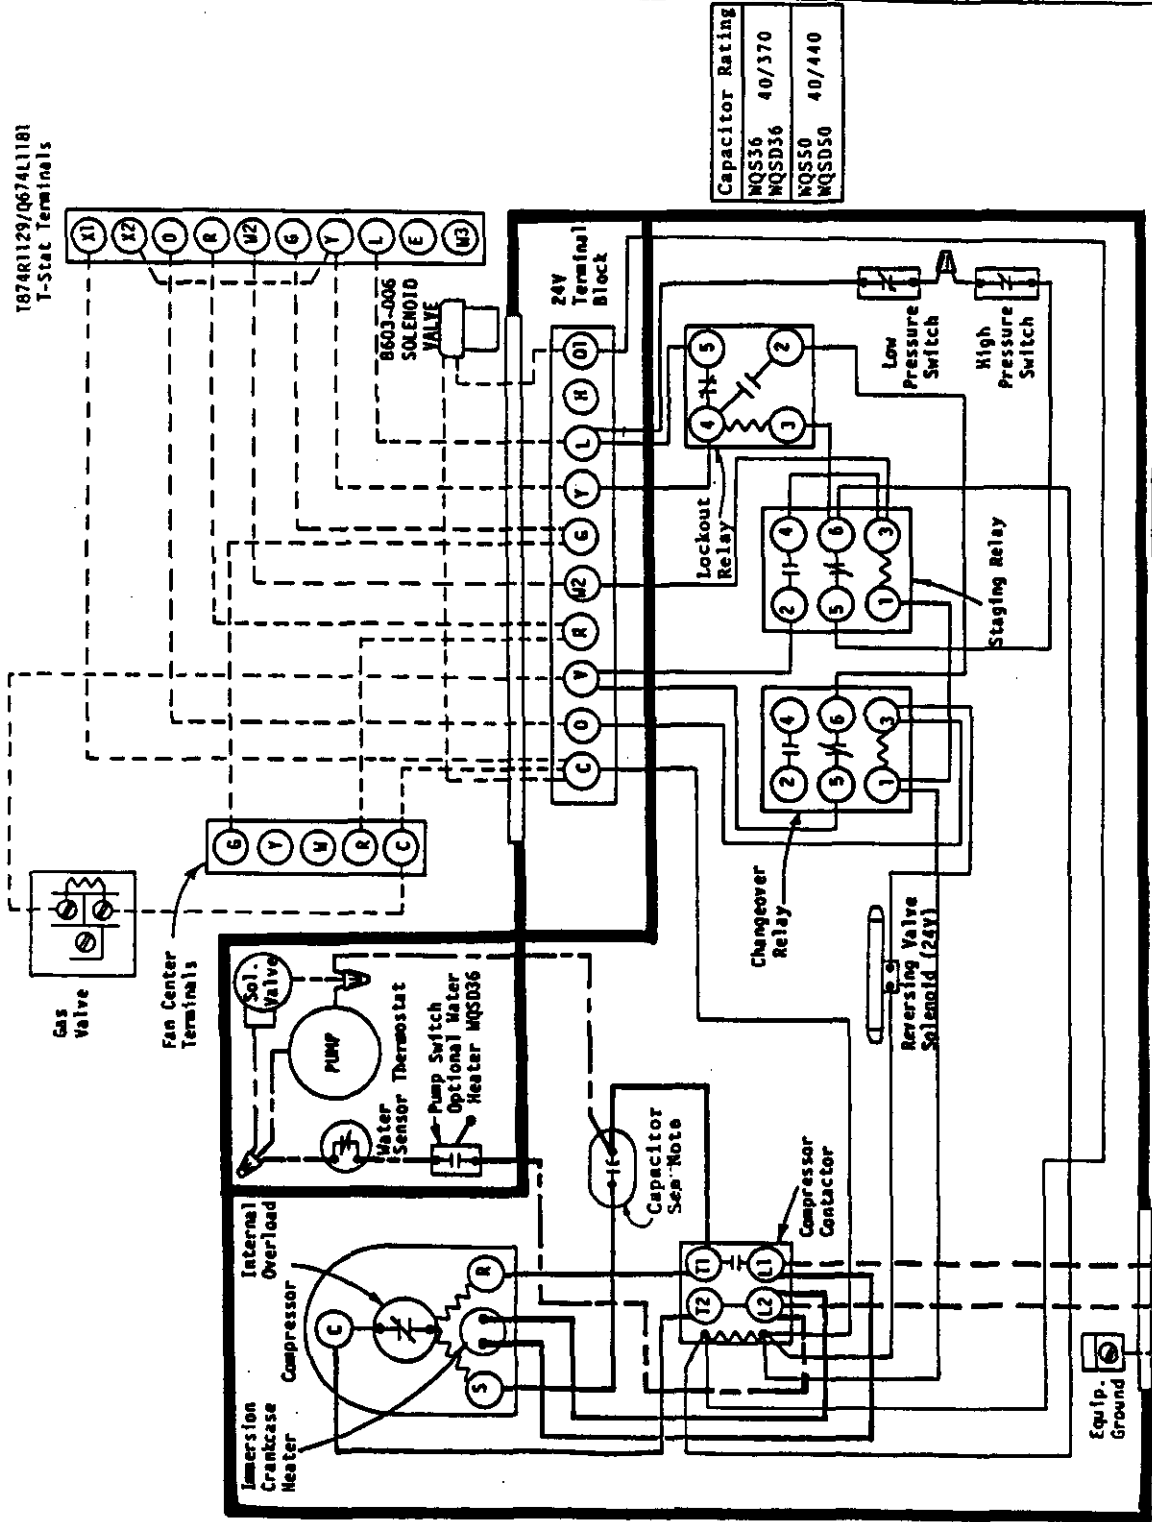 T874R1129/Q674L1181
T-Stat Terminals
X1
X2
O
R
W2
G
Y
L
E
W3
Gas
Valve
Fan Center
Terminals
G
Y
W
R
C
B603-006
SOLENOID
VALVE
24V
Terminal
Block
C
O
V
R
W2
G
Y
L
H
O1
Capacitor Rating
WQS36
WQSD36
40/370
WQS50
WQSD50
40/440
Sol.
Valve
PUMP
Water
Sensor Thermostat
Pump Switch
Optional Water
Heater WQSD36
Internal
Overload
Compressor
Immersion
Crankcase
Heater
C
R
S
Capacitor
See Note
Compressor
Contactor
T1
L1
T2
L2
Equip.
Ground
Changeover
Relay
2
4
5
6
1
3
Reversing Valve
Solenoid (24V)
Lockout
Relay
5
2
4
3
Staging Relay
2
4
5
6
1
3
Low
Pressure
Switch
High
Pressure
Switch